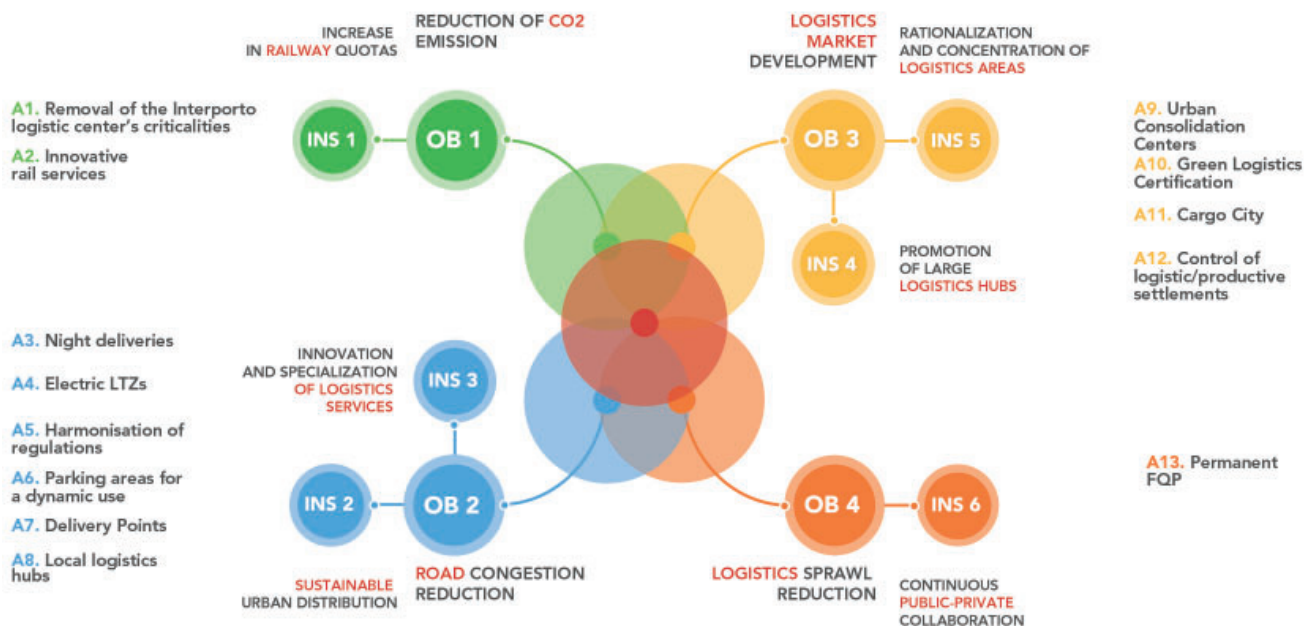 INCREASE
IN RAILWAY QUOTAS
REDUCTION OF CO2
EMISSION
LOGISTICS
MARKET
DEVELOPMENT
RATIONALIZATION
AND CONCENTRATION OF
LOGISTICS AREAS
A1. Removal of the Interporto
logistic center's criticalities
A2. Innovative
rail services
INS 1
OB 1
OB 3
INS 5
A9. Urban
Consolidation
Centers
A10. Green Logistics
Certification
A11. Cargo City
A12. Control of
logistic/productive
settlements
INS 4
PROMOTION
OF LARGE
LOGISTICS HUBS
A3. Night deliveries
A4. Electric LTZs
A5. Harmonisation of
regulations
A6. Parking areas for
a dynamic use
A7. Delivery Points
A8. Local logistics
hubs
INNOVATION
AND SPECIALIZATION
OF LOGISTICS
SERVICES
INS 3
INS 2
OB 2
OB 4
INS 6
A13. Permanent
FQP
SUSTAINABLE
URBAN DISTRIBUTION
ROAD CONGESTION
REDUCTION
LOGISTICS SPRAWL
REDUCTION
CONTINUOUS
PUBLIC-PRIVATE
COLLABORATION